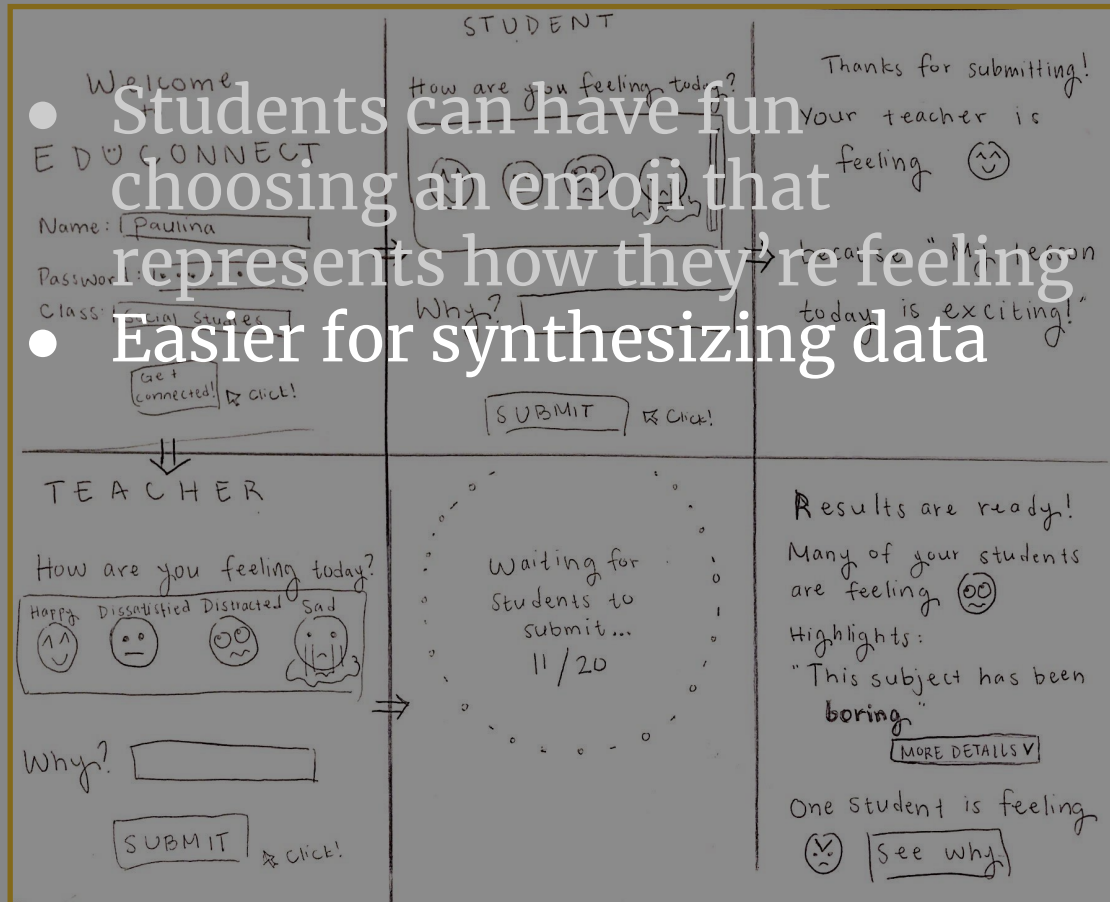 • Students can have fun
choosing an emoji that
represents how they're feeling
• Easier for synthesizing data
Welcome
to
EDUCONNECT
Name: Paulina
Password:
Class: Social Studies
Get
connected!
Click!
STUDENT
How are you feeling today?
Why?
SUBMIT
Click!
Thanks for submitting!
Your teacher is
feeling
because "My lesson
today is exciting!"
TEACHER
How are you feeling today?
Happy Dissatisfied Distracted Sad
Why?
SUBMIT
Click!
Waiting for
students to
submit...
11/20
Results are ready!
Many of your students
are feeling
Highlights:
"This subject has been
boring"
MORE DETAILS V
One student is feeling
See why